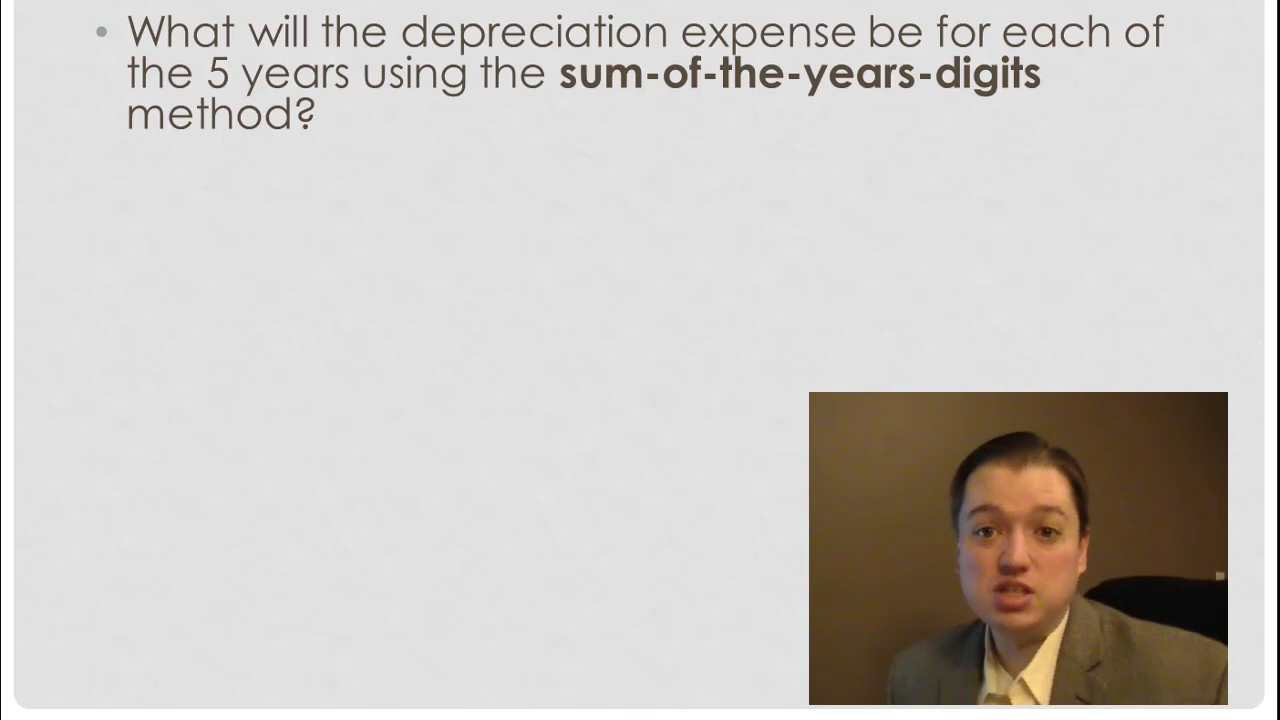 • What will the depreciation expense be for each of
the 5 years using the sum-of-the-years-digits
method?